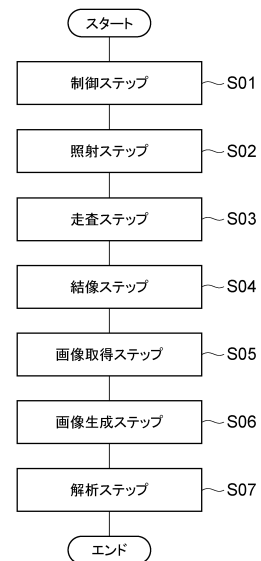 スタート
制御ステップ S01
照射ステップ S02
走査ステップ S03
結像ステップ S04
画像取得ステップ S05
画像生成ステップ S06
解析ステップ S07
エンド